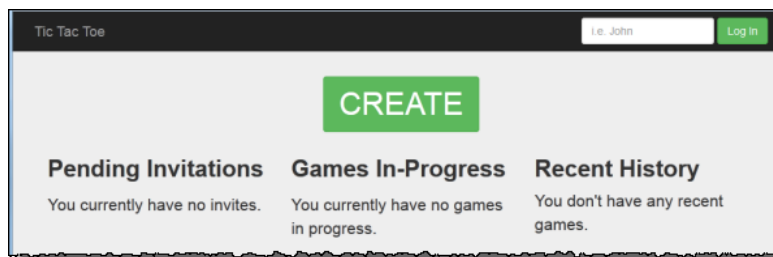 Tic Tac Toe
i.e. John
Log In
CREATE
Pending Invitations
You currently have no invites.
Games In-Progress
You currently have no games
in progress.
Recent History
You don't have any recent
games.